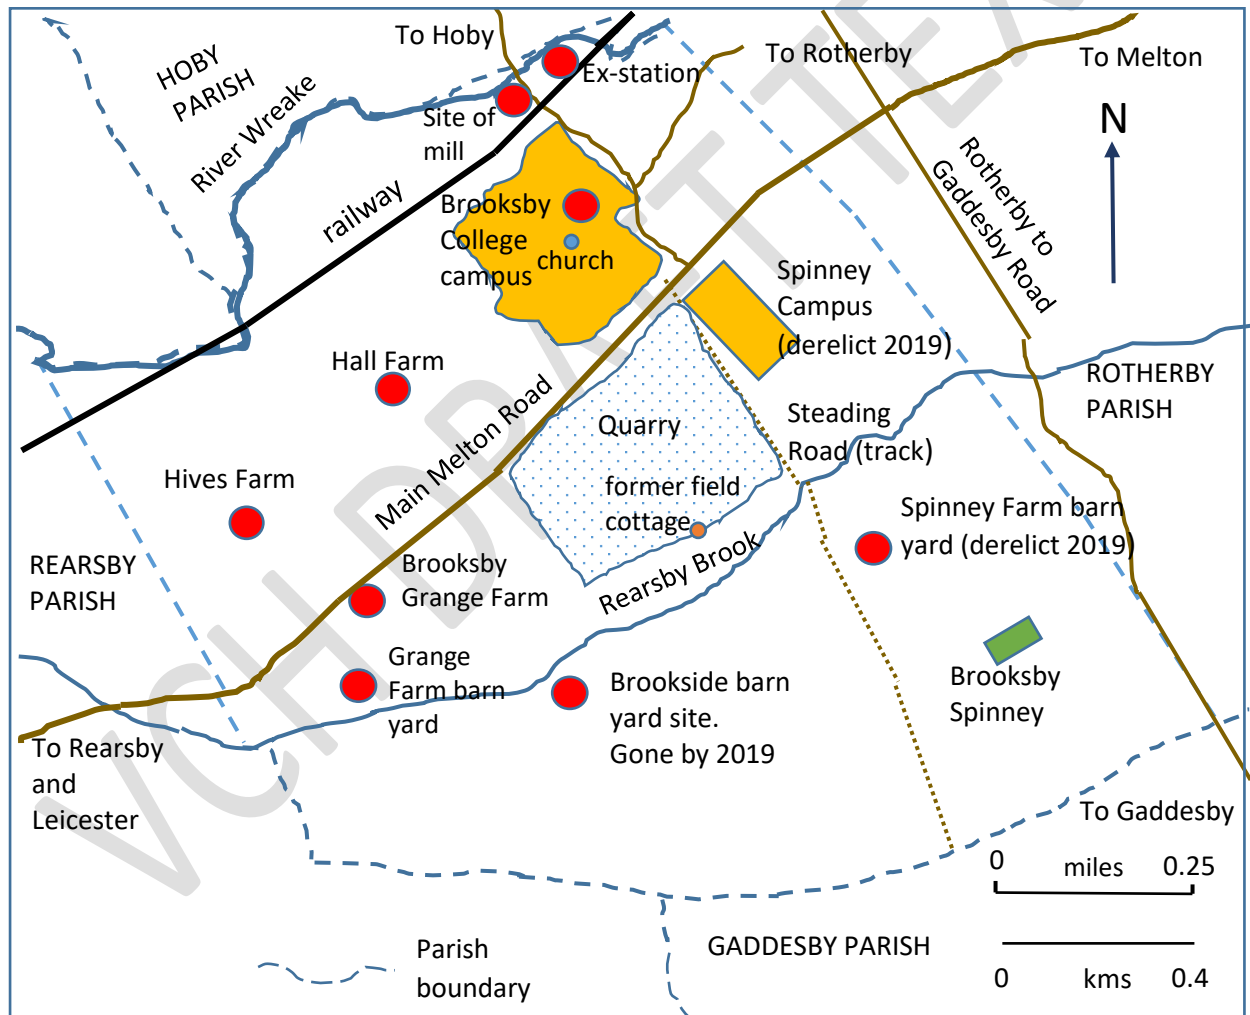 To Hoby
To Rotherby
To Melton
HOBY
PARISH
Ex-station
River Wreake
Site of
mill
N
railway
Rotherby to
Gaddesby Road
Brooksby
College
campus
church
Spinney
Campus
(derelict 2019)
Hall Farm
ROTHERBY
PARISH
Main Melton Road
Quarry
Steading
Road (track)
Hives Farm
former field
cottage
Spinney Farm barn
yard (derelict 2019)
REARSBY
PARISH
Brooksby
Grange Farm
Rearsby Brook
Grange
Farm barn
yard
Brookside barn
yard site.
Gone by 2019
Brooksby
Spinney
To Rearsby
and
Leicester
To Gaddesby
0 miles 0.25
Parish
boundary
GADDESBY PARISH
0 kms 0.4
VCH DRAFT TEX